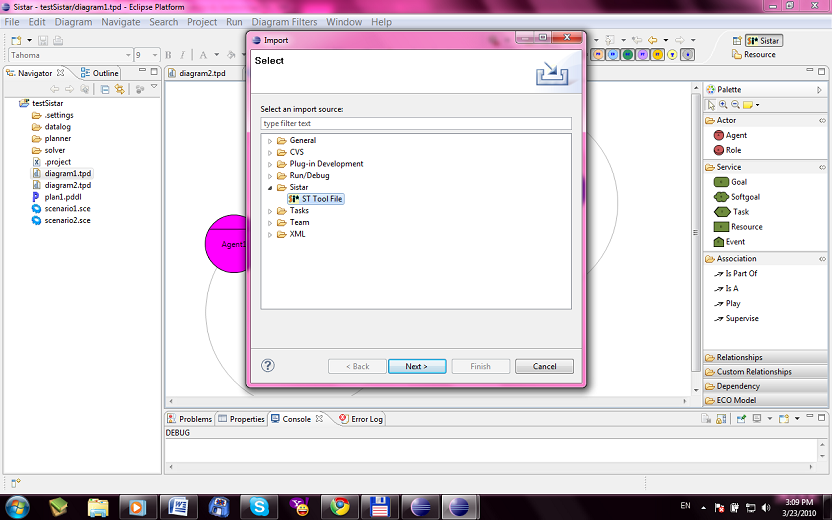 Sistar - testSistar/diagram1.tpd - Eclipse Platform
File Edit Diagram Navigate Search Project Run Diagram Filters Window Help
Tahoma 9 B I A
Sistar
Resource
Navigator Outline
testSistar
.settings
datalog
planner
solver
.project
diagram1.tpd
diagram2.tpd
plan1.pddl
scenario1.sce
scenario2.sce
diagram2.tpd
Agent1
Import
Select
Select an import source:
type filter text
General
CVS
Plug-in Development
Run/Debug
Sistar
ST Tool File
Tasks
Team
XML
< Back Next > Finish Cancel
Palette
Actor
Agent
Role
Service
Goal
Softgoal
Task
Resource
Event
Association
Is Part Of
Is A
Play
Supervise
Relationships
Custom Relationships
Dependency
ECO Model
Problems Properties Console Error Log
DEBUG
EN
3:09 PM
3/23/2010